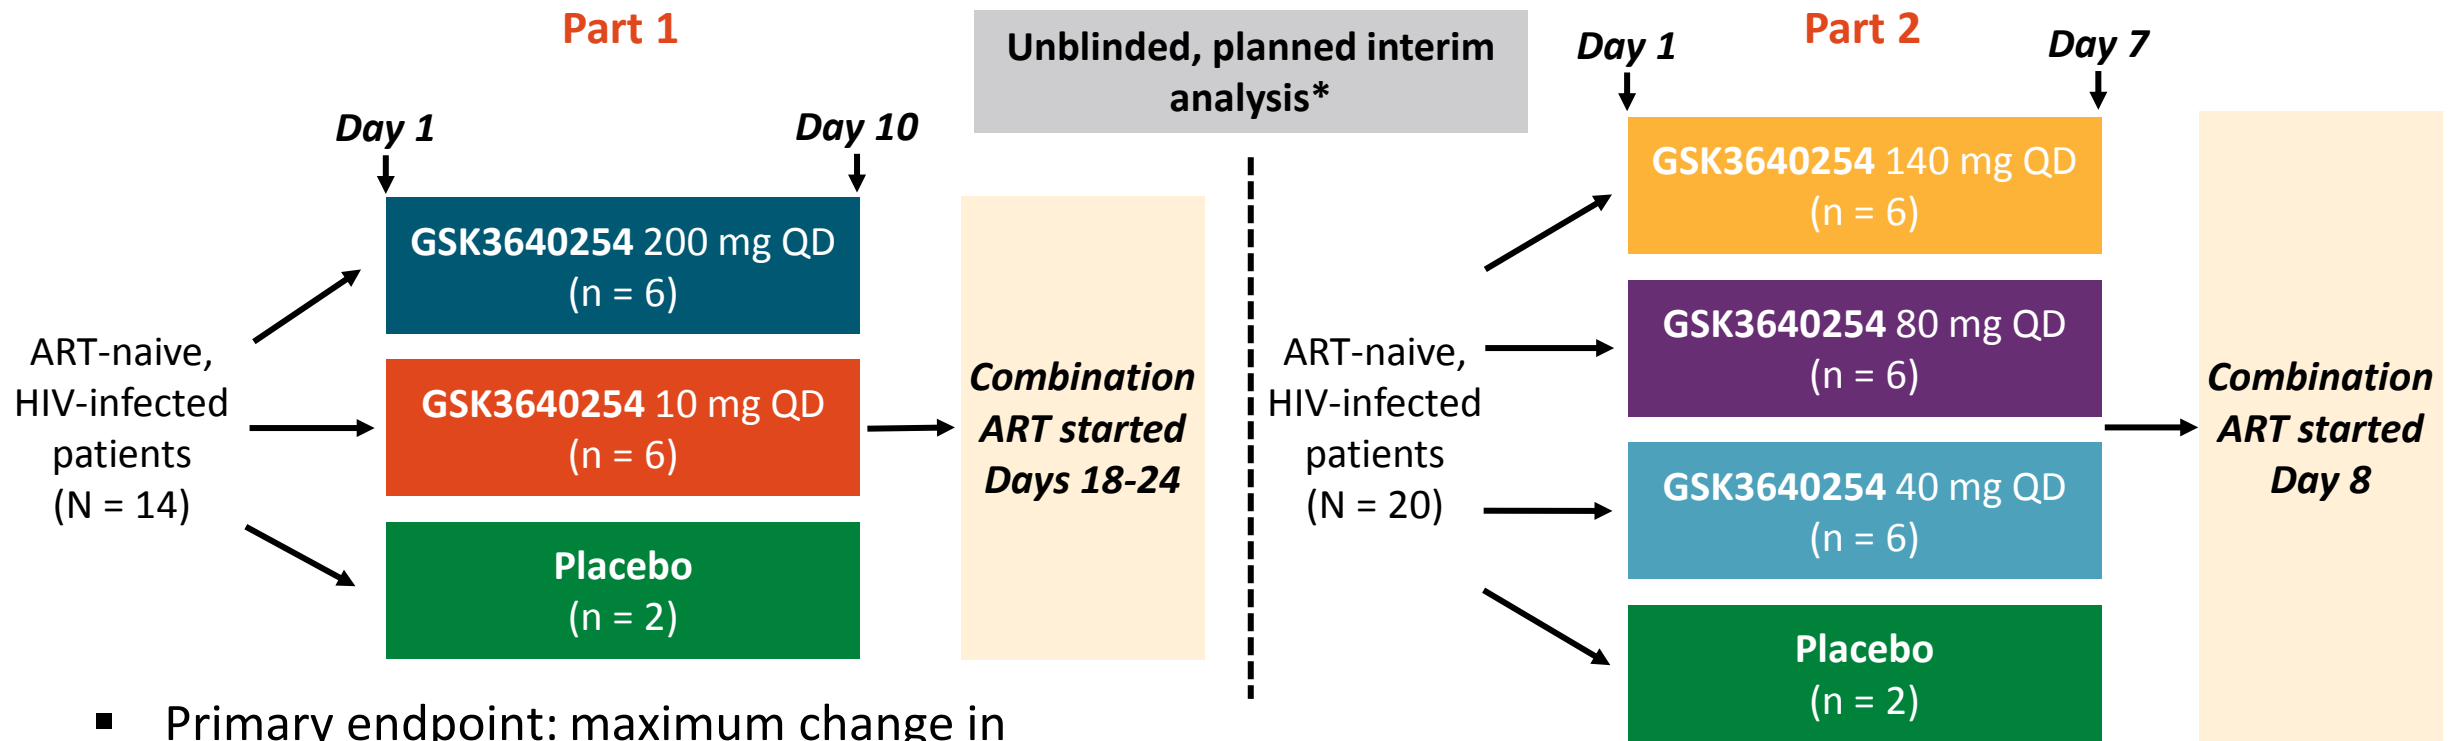 Part 1
Day 1
Day 10
ART-naive,
HIV-infected
patients
(N = 14)
GSK3640254 200 mg QD
(n = 6)
GSK3640254 10 mg QD
(n = 6)
Placebo
(n = 2)
Combination
ART started
Days 18-24
Unblinded, planned interim
analysis*
Part 2
Day 1
Day 7
ART-naive,
HIV-infected
patients
(N = 20)
GSK3640254 140 mg QD
(n = 6)
GSK3640254 80 mg QD
(n = 6)
GSK3640254 40 mg QD
(n = 6)
Placebo
(n = 2)
Combination
ART started
Day 8
▪ Primary endpoint: maximum change in